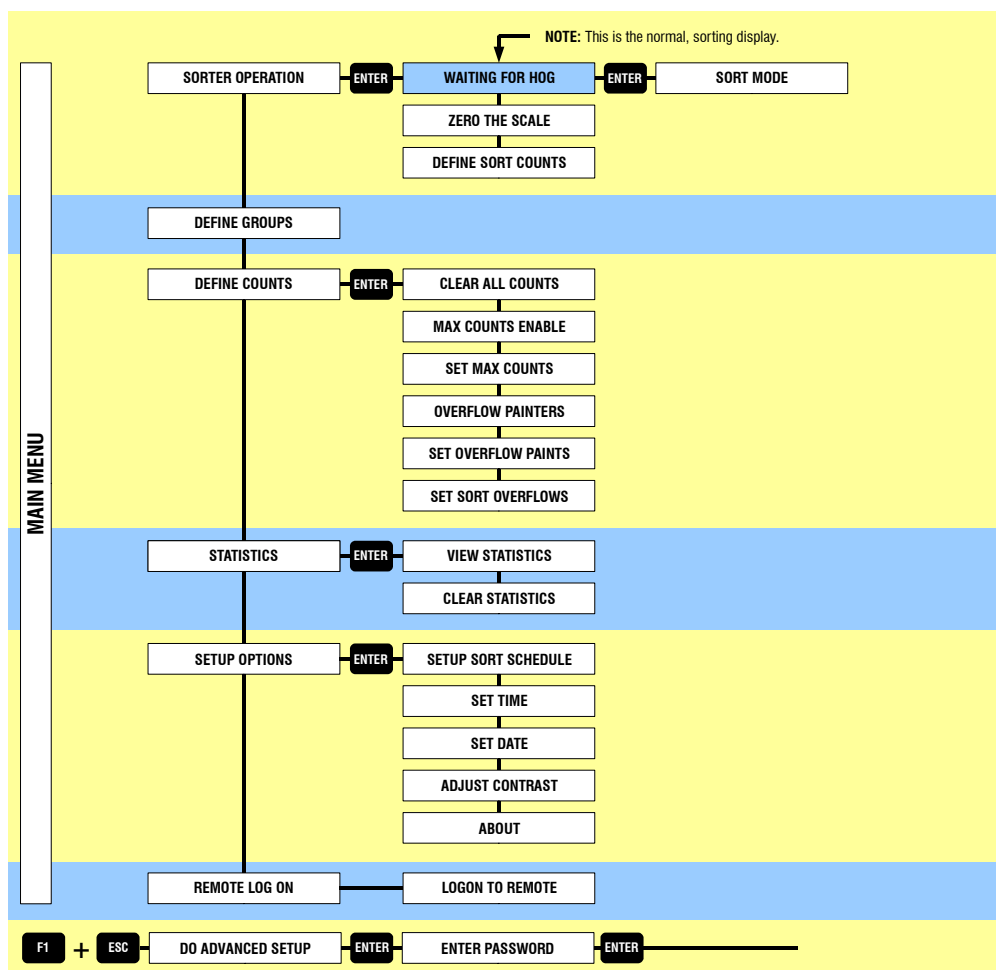 NOTE: This is the normal, sorting display.
MAIN MENU
SORTER OPERATION ENTER WAITING FOR HOG ENTER SORT MODE
ZERO THE SCALE
DEFINE SORT COUNTS
DEFINE GROUPS
DEFINE COUNTS ENTER CLEAR ALL COUNTS
MAX COUNTS ENABLE
SET MAX COUNTS
OVERFLOW PAINTERS
SET OVERFLOW PAINTS
SET SORT OVERFLOWS
STATISTICS ENTER VIEW STATISTICS
CLEAR STATISTICS
SETUP OPTIONS ENTER SETUP SORT SCHEDULE
SET TIME
SET DATE
ADJUST CONTRAST
ABOUT
REMOTE LOG ON LOGON TO REMOTE
F1 + ESC DO ADVANCED SETUP ENTER ENTER PASSWORD ENTER